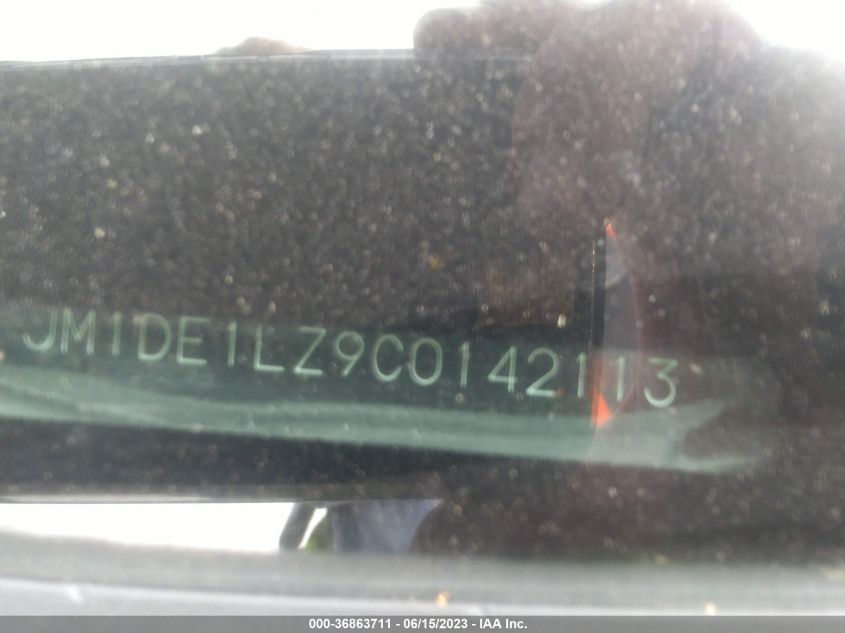 JM1DE1LZ9C0142113
000-36863711 - 06/15/2023 - IAA Inc.